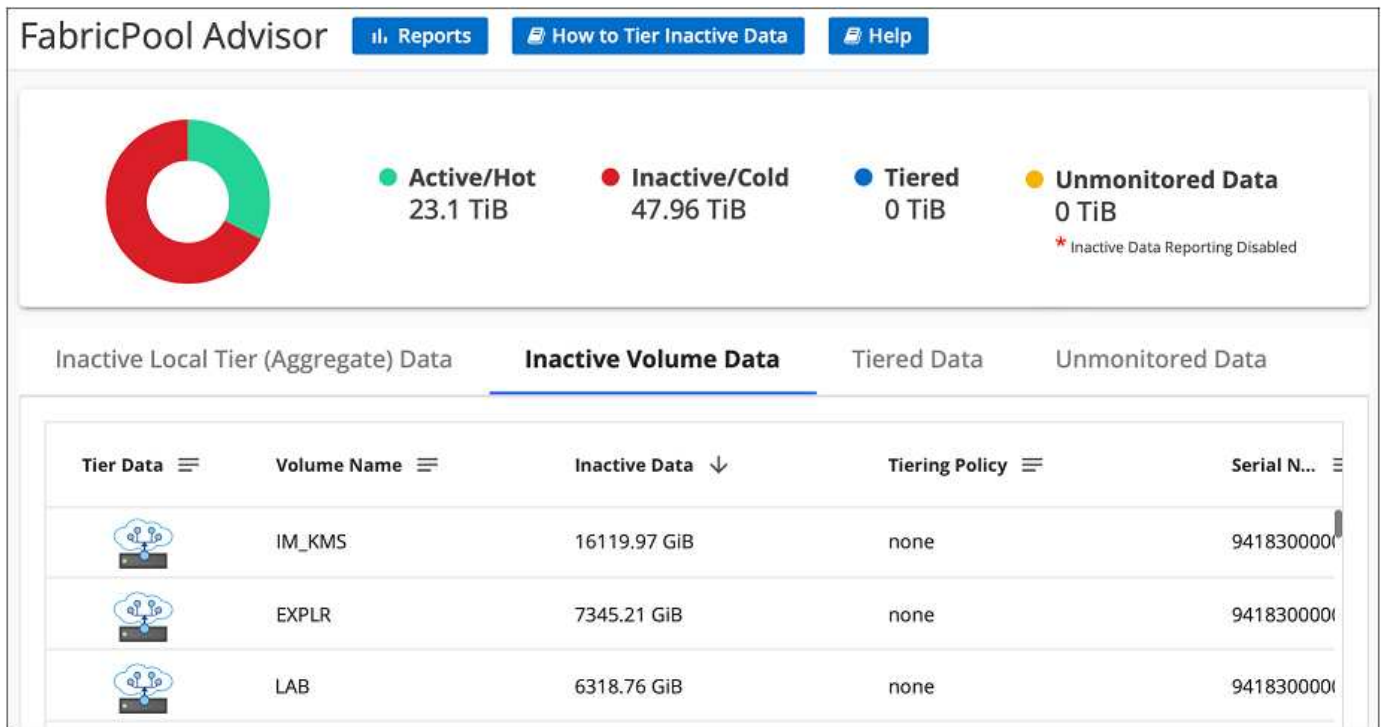 FabricPool Advisor Reports How to Tier Inactive Data Help
Active/Hot Inactive/Cold Tiered Unmonitored Data
23.1 TiB 47.96 TiB 0 TiB 0 TiB
* Inactive Data Reporting Disabled
Inactive Local Tier (Aggregate) Data Inactive Volume Data Tiered Data Unmonitored Data
Tier Data Volume Name Inactive Data Tiering Policy Serial N...
IM_KMS 16119.97 GiB none
EXPLR 7345.21 GiB none
LAB 6318.76 GiB none